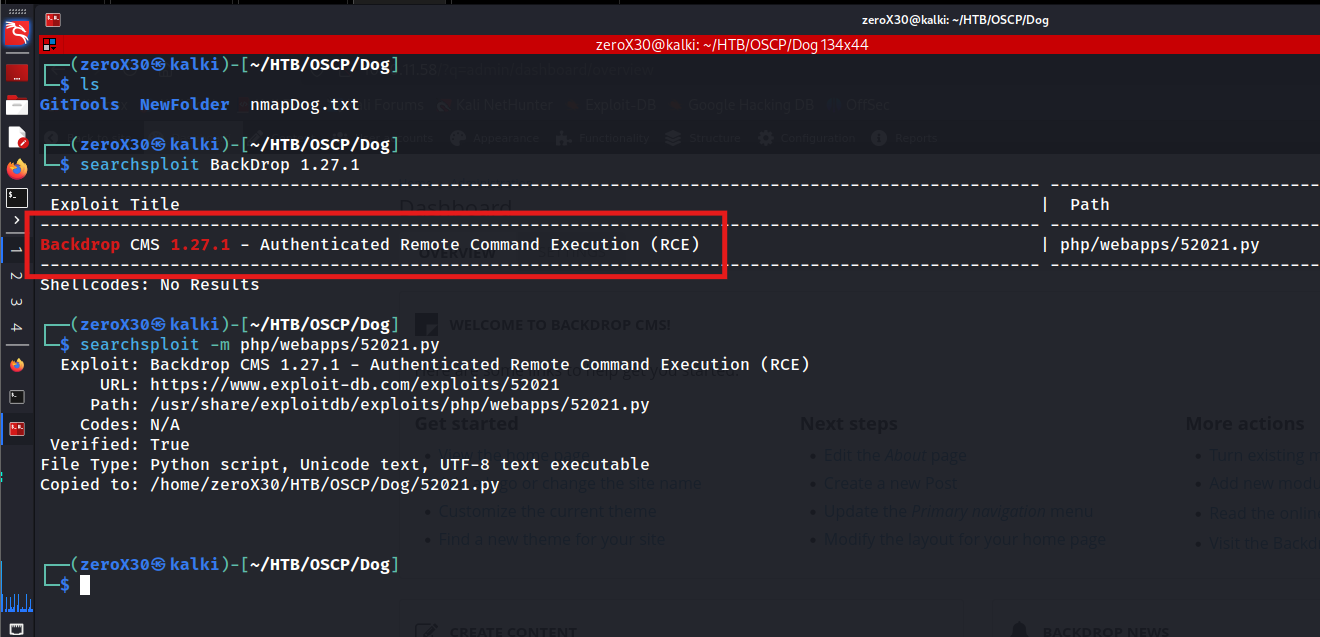 zeroX30@kalki: ~/HTB/OSCP/Dog
zeroX30@kalki: ~/HTB/OSCP/Dog 134x44
┌──(zeroX30㉿kalki)-[~/HTB/OSCP/Dog]
└─$ ls
GitTools NewFolder nmapDog.txt
Forums Kali NetHunter Exploit-DB Google Hacking DB OffSec
Appearance Functionality Structure Configuration Reports
┌──(zeroX30㉿kalki)-[~/HTB/OSCP/Dog]
└─$ searchsploit BackDrop 1.27.1
Exploit Title | Path
Dashboard
Backdrop CMS 1.27.1 - Authenticated Remote Command Execution (RCE) | php/webapps/52021.py
OVERVIEW
Shellcodes: No Results
WELCOME TO BACKDROP CMS!
┌──(zeroX30㉿kalki)-[~/HTB/OSCP/Dog]
└─$ searchsploit -m php/webapps/52021.py
Exploit: Backdrop CMS 1.27.1 - Authenticated Remote Command Execution (RCE)
URL: https://www.exploit-db.com/exploits/52021
Path: /usr/share/exploitdb/exploits/php/webapps/52021.py
Codes: N/A
Verified: True
File Type: Python script, Unicode text, UTF-8 text executable
Copied to: /home/zeroX30/HTB/OSCP/Dog/52021.py
Get started Next steps More actions
home page Edit the About page Turn existing
or change the site name Create a new Post Add new
Customize the current theme Update the Primary navigation menu Read the online
Find a new theme for your site Modify the layout for your home page Visit the
┌──(zeroX30㉿kalki)-[~/HTB/OSCP/Dog]
└─$
CREATE CONTENT BACKDROP NEWS
1
2
3
4